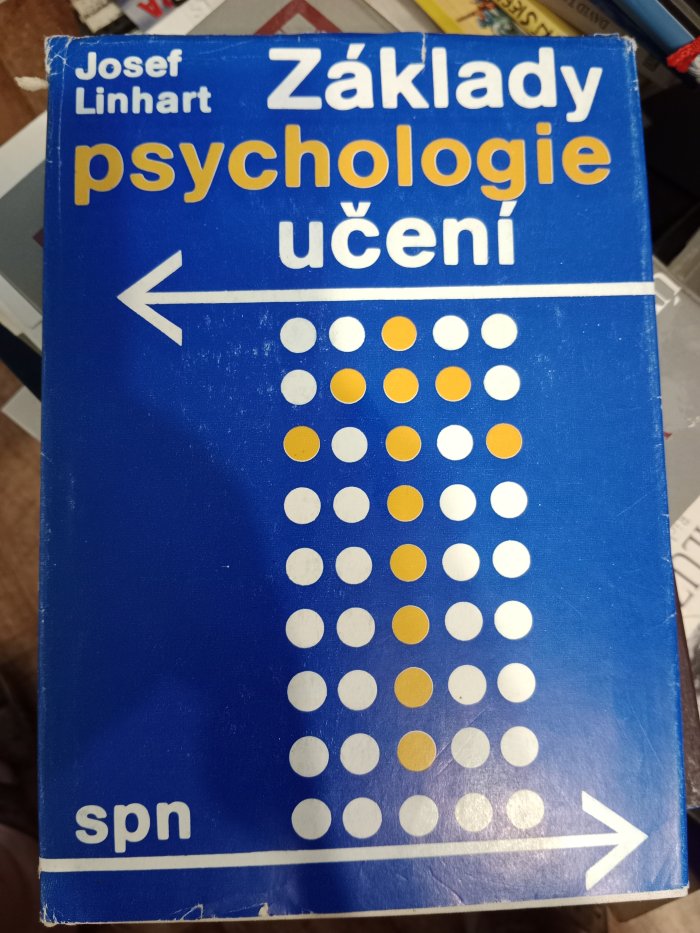 Josef
Linhart
Základy
psychologie
učení
spn